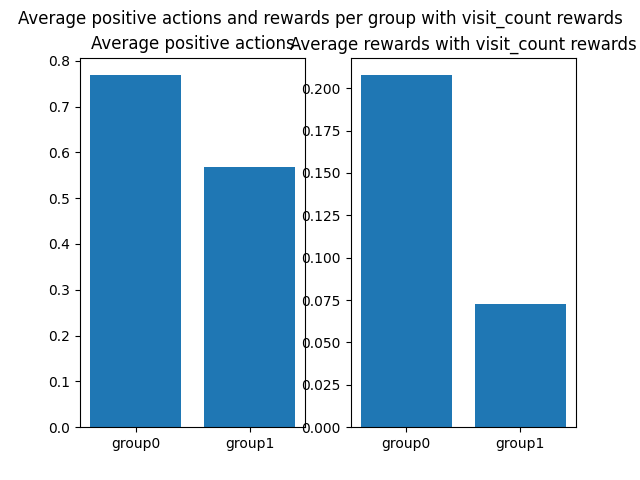 Average positive actions and rewards per group with visit_count rewards
Average positive actions
Average rewards with visit_count rewards
0.8
0.7
0.6
0.5
0.4
0.3
0.2
0.1
0.0
group0
group1
0.200
0.175
0.150
0.125
0.100
0.075
0.050
0.025
0.000
group0
group1